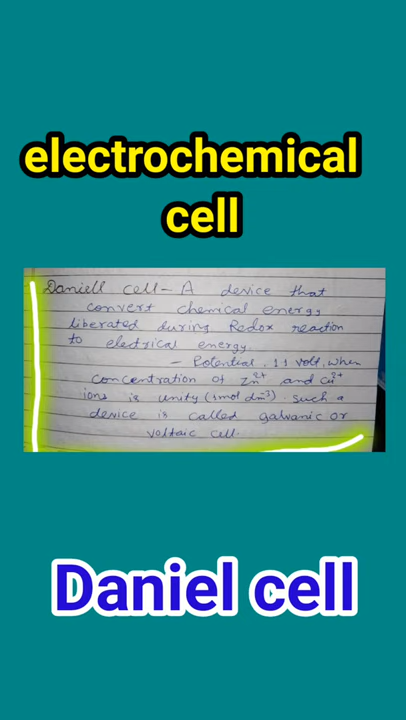 electrochemical
cell
Daniell cell - A device that
convert chemical energy
liberated during Redox reaction
to electrical energy.
- Potential 1.1 volt, when
concentration of Zn²⁺ and Cu²⁺
ions is unity (1mol dm⁻³) such a
device is called galvanic or
voltaic cell.
Daniel cell